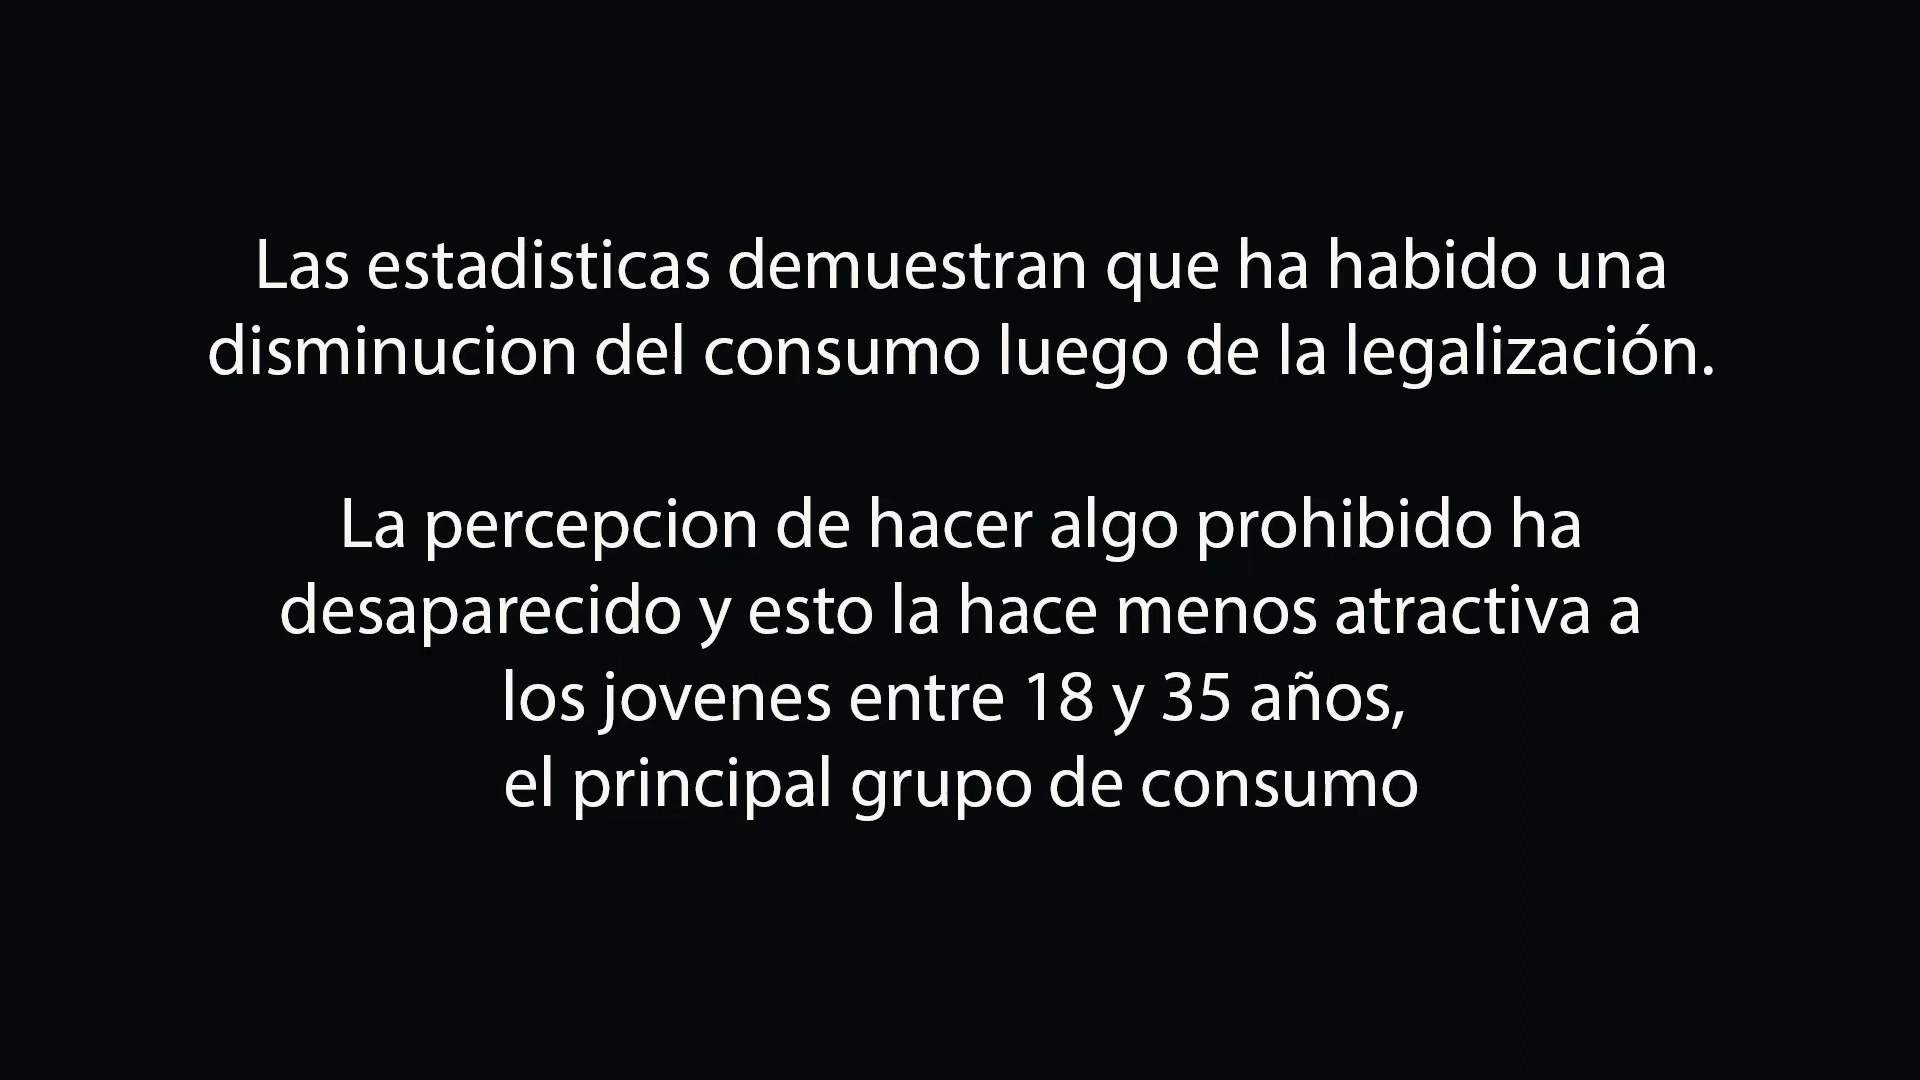 Las estadisticas demuestran que ha habido una
disminucion del consumo luego de la legalización.
La percepcion de hacer algo prohibido ha
desaparecido y esto la hace menos atractiva a
los jovenes entre 18 y 35 años,
el principal grupo de consumo